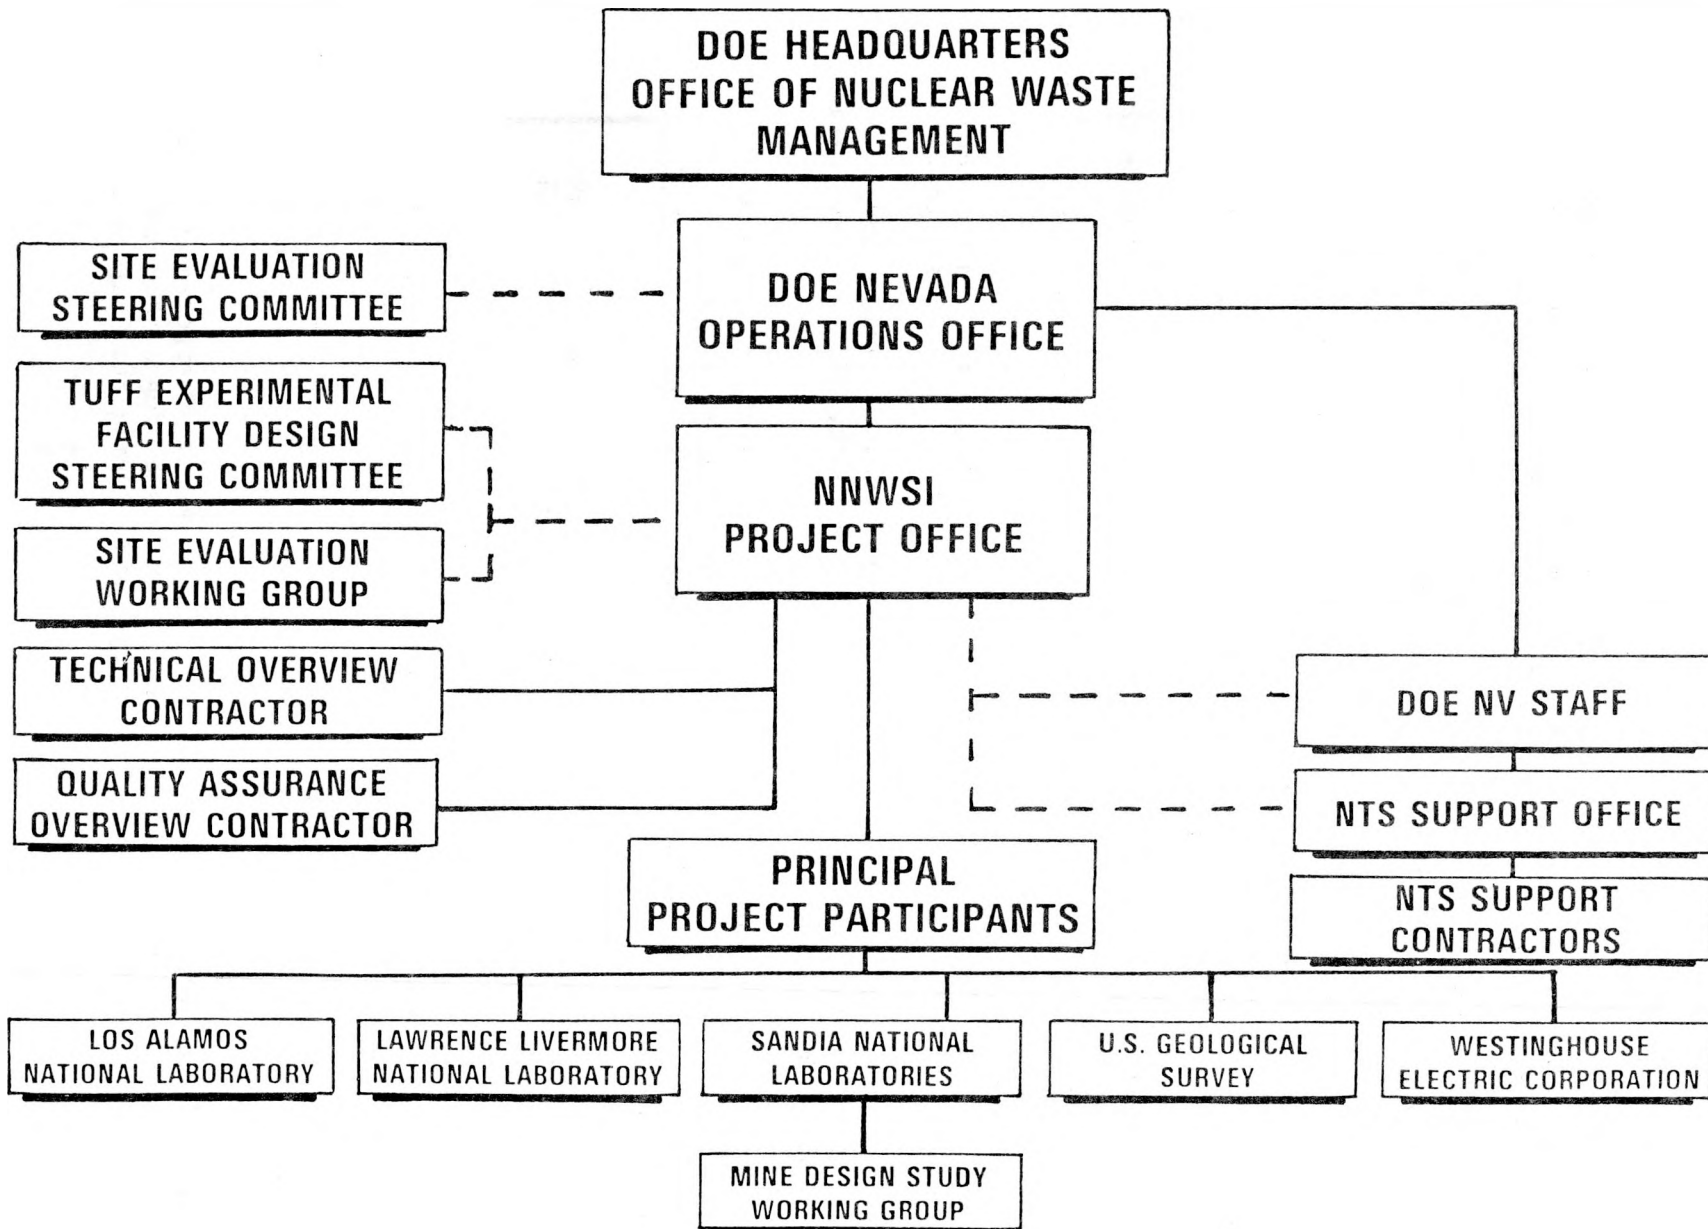 DOE HEADQUARTERS
OFFICE OF NUCLEAR WASTE
MANAGEMENT
DOE NEVADA
OPERATIONS OFFICE
SITE EVALUATION
STEERING COMMITTEE
TUFF EXPERIMENTAL
FACILITY DESIGN
STEERING COMMITTEE
NNWSI
PROJECT OFFICE
SITE EVALUATION
WORKING GROUP
TECHNICAL OVERVIEW
CONTRACTOR
QUALITY ASSURANCE
OVERVIEW CONTRACTOR
DOE NV STAFF
NTS SUPPORT OFFICE
NTS SUPPORT
CONTRACTORS
PRINCIPAL
PROJECT PARTICIPANTS
LOS ALAMOS
NATIONAL LABORATORY
LAWRENCE LIVERMORE
NATIONAL LABORATORY
SANDIA NATIONAL
LABORATORIES
U.S. GEOLOGICAL
SURVEY
WESTINGHOUSE
ELECTRIC CORPORATION
MINE DESIGN STUDY
WORKING GROUP